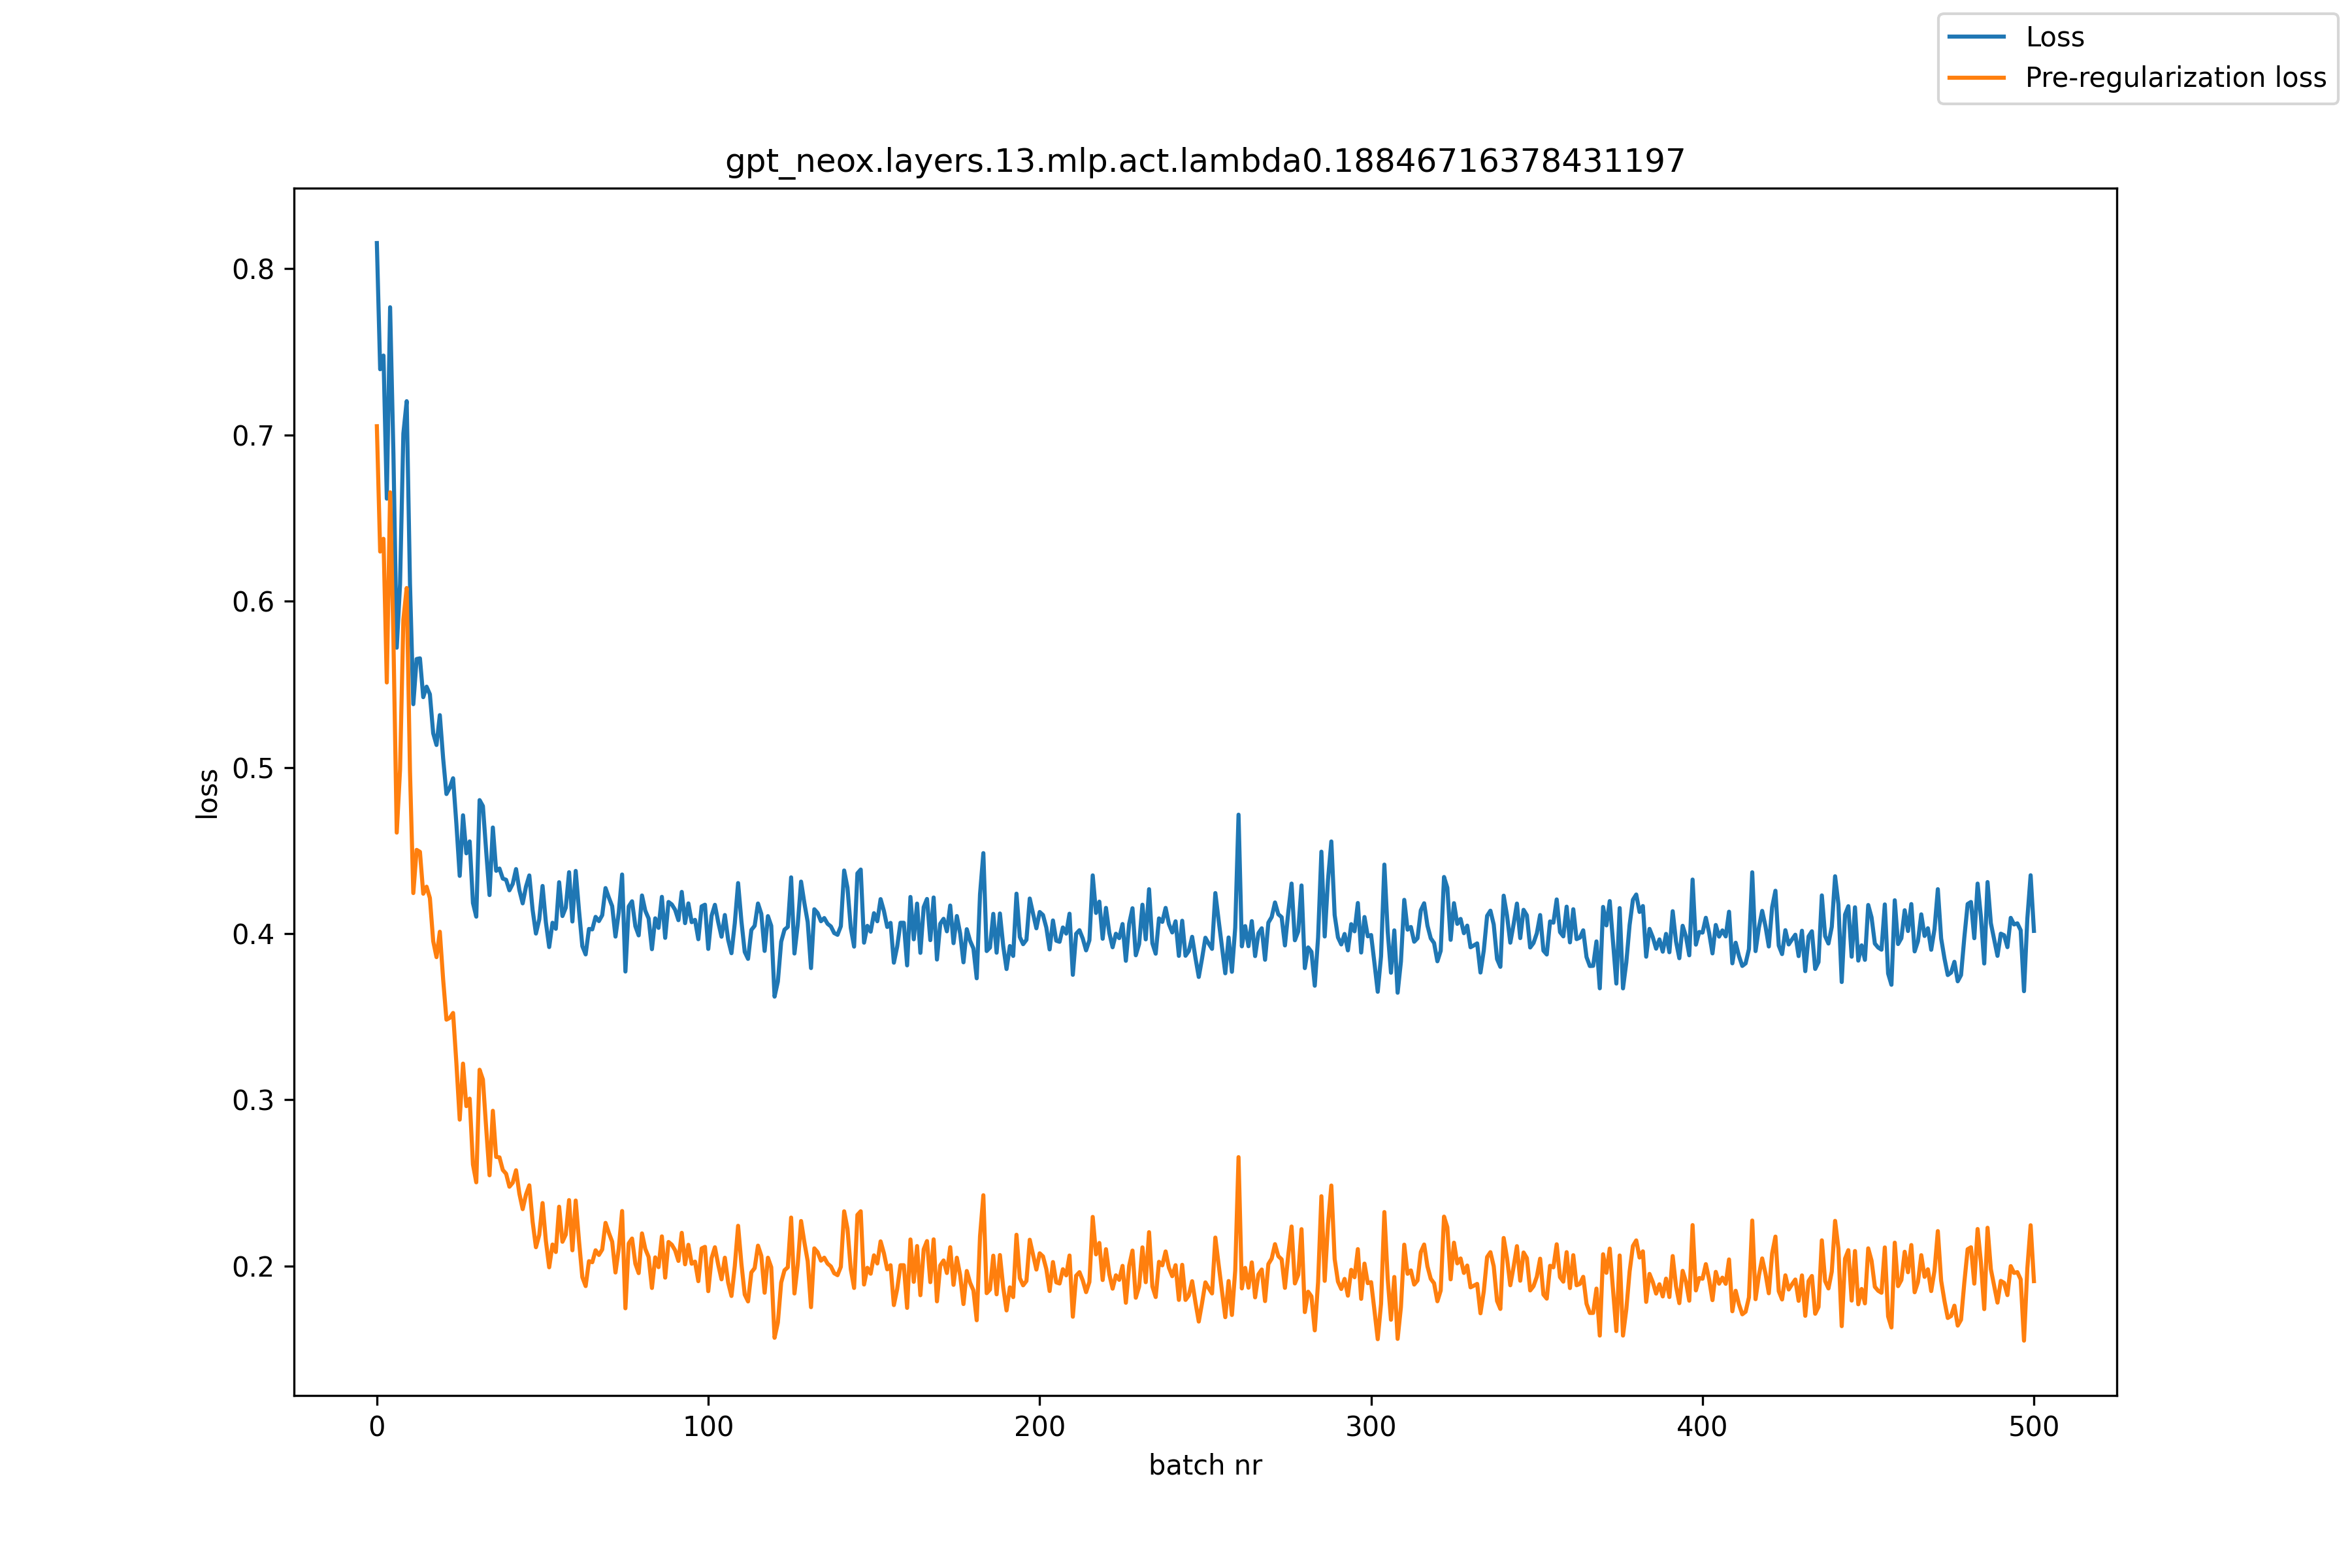 Loss
Pre-regularization loss
gpt_neox.layers.13.mlp.act.lambda0.18846716378431197
0.8
0.7
0.6
0.5
0.4
0.3
0.2
loss
0 100 200 300 400 500
batch nr